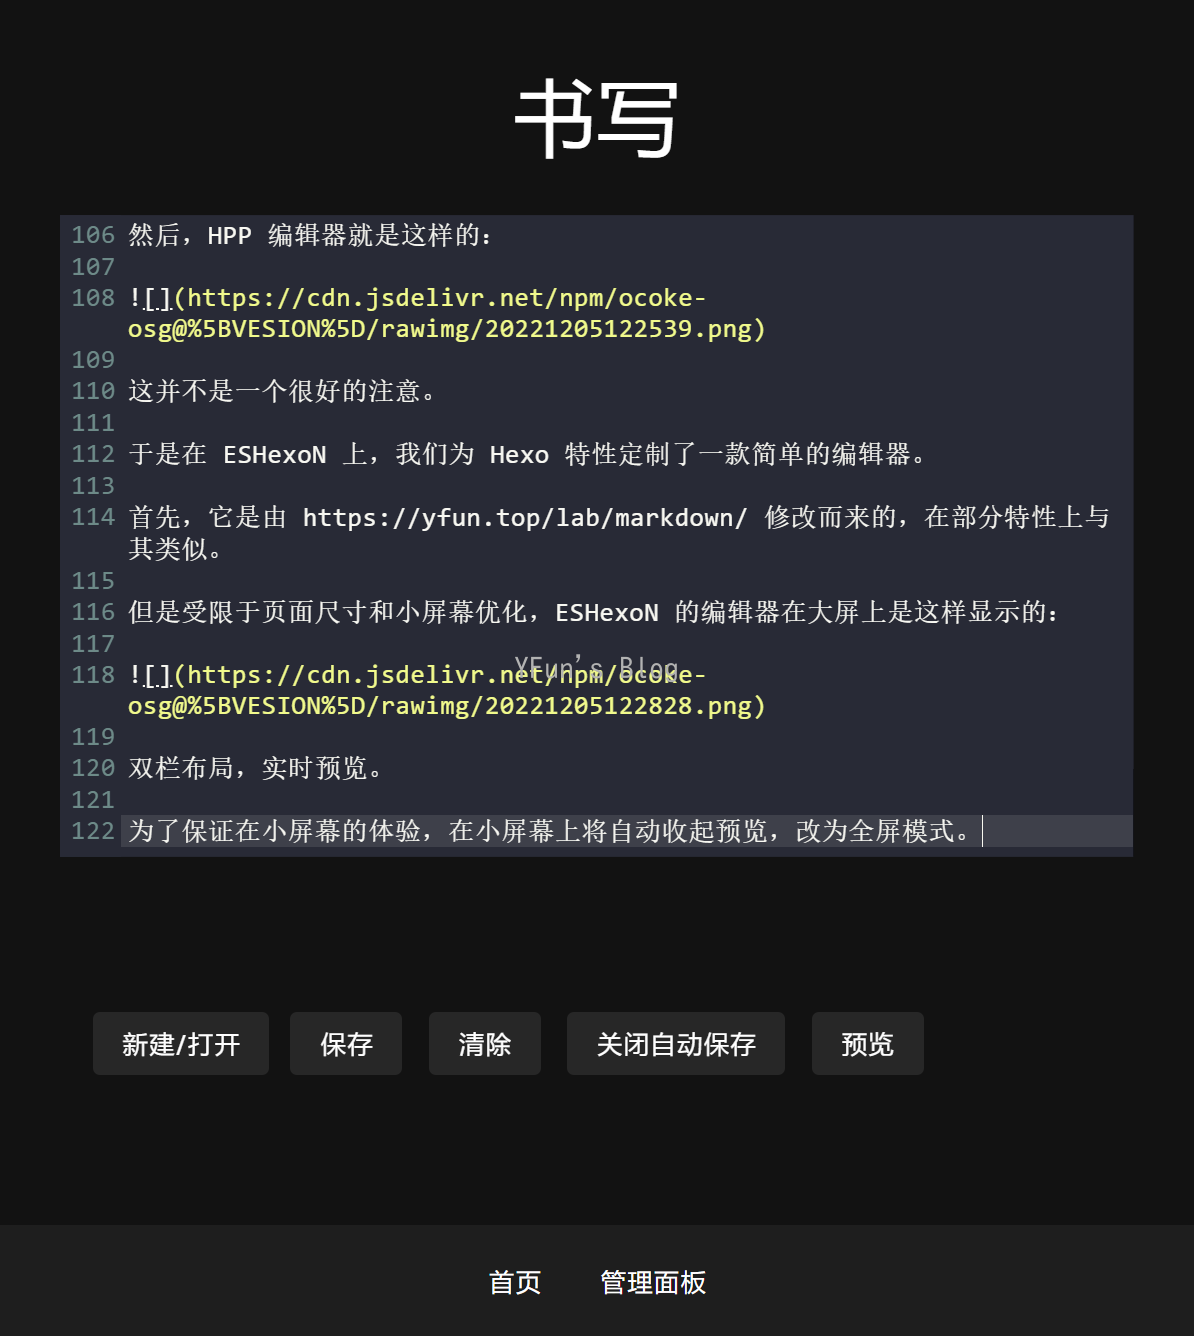 书写
106 然后，HPP 编辑器就是这样的：
107
108 ![](https://cdn.jsdelivr.net/npm/ocoke-
osg@%5BVESION%5D/rawimg/20221205122539.png)
109
110 这并不是一个很好的注意。
111
112 于是在 ESHexoN 上，我们为 Hexo 特性定制了一款简单的编辑器。
113
114 首先，它是由 https://yfun.top/lab/markdown/ 修改而来的，在部分特性上与
其类似。
115
116 但是受限于页面尺寸和小屏幕优化，ESHexoN 的编辑器在大屏上是这样显示的：
117
YFun's Blog
118 ![](https://cdn.jsdelivr.net/npm/ocoke-
osg@%5BVESION%5D/rawimg/20221205122828.png)
119
120 双栏布局，实时预览。
121
122 为了保证在小屏幕的体验，在小屏幕上将自动收起预览，改为全屏模式。
新建/打开 保存 清除 关闭自动保存 预览
首页 管理面板